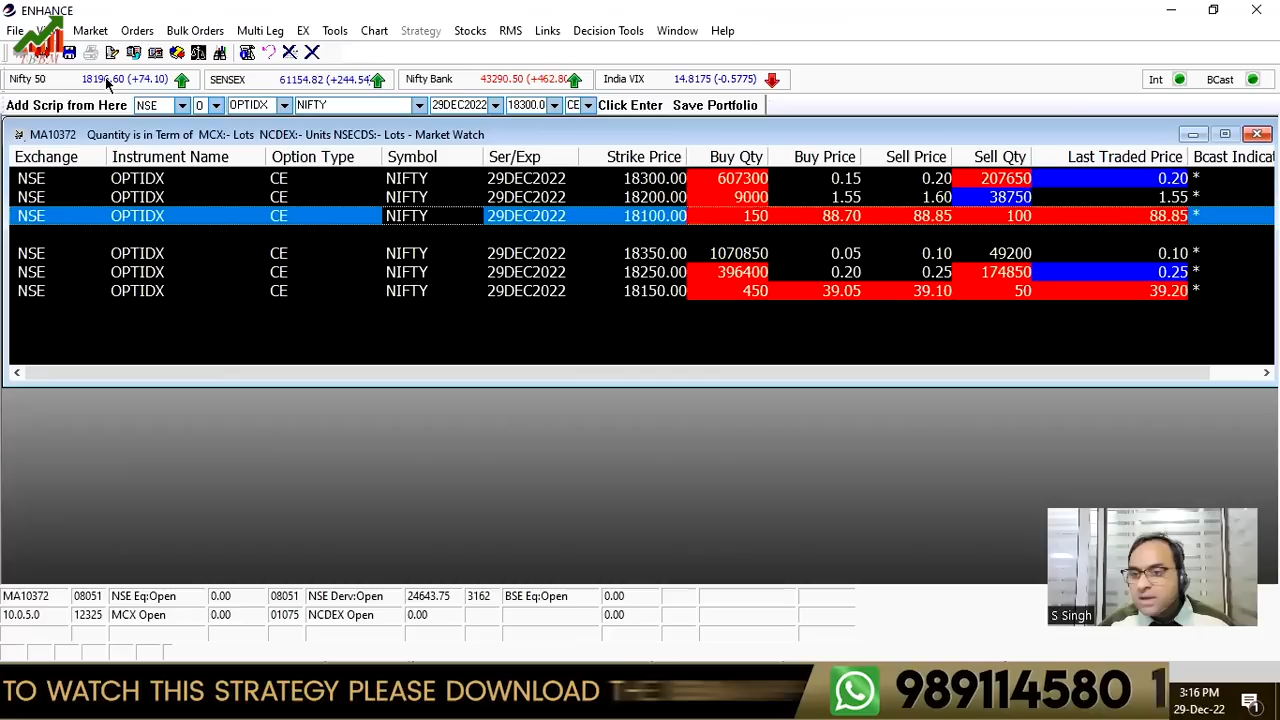 ENHANCE
File Market Orders Bulk Orders Multi Leg EX Tools Chart Strategy Stocks RMS Links Decision Tools Window Help
TBBM
Nifty 50 (+74.10) SENSEX 61154.82 (+244.54 Nifty Bank 43290.50 (+462.80 India VIX 14.8175 (-0.5775) Int BCast
Add Scrip from Here NSE 0 OPTIDX NIFTY 29DEC2022 18300.0 CE Click Enter Save Portfolio
MA10372 Quantity is in Term of MCX:- Lots NCDEX:- Units NSECDS:- Lots - Market Watch
Exchange Instrument Name Option Type Symbol Ser/Exp Strike Price Buy Qty Buy Price Sell Price Sell Qty Last Traded Price Bcast Indicat
NSE OPTIDX CE NIFTY 29DEC2022 18300.00 607300 0.15 0.20 207650 0.20 *
NSE OPTIDX CE NIFTY 29DEC2022 18200.00 9000 1.55 1.60 38750 1.55 *
NSE OPTIDX CE NIFTY 29DEC2022 18100.00 150 88.70 88.85 100 88.85 *
NSE OPTIDX CE NIFTY 29DEC2022 18350.00 1070850 0.05 0.10 49200 0.10 *
NSE OPTIDX CE NIFTY 29DEC2022 18250.00 396400 0.20 0.25 174850 0.25 *
NSE OPTIDX CE NIFTY 29DEC2022 18150.00 450 39.05 39.10 50 39.20 *
S Singh
MA10372 08051 NSE Eq:Open 0.00 08051 NSE Derv:Open 24643.75 3162 BSE Eq:Open 0.00
10.0.5.0 12325 MCX Open 0.00 01075 NCDEX Open 0.00 0.00
TO WATCH THIS STRATEGY PLEASE DOWNLOAD 989114580 1
3:16 PM
29-Dec-22